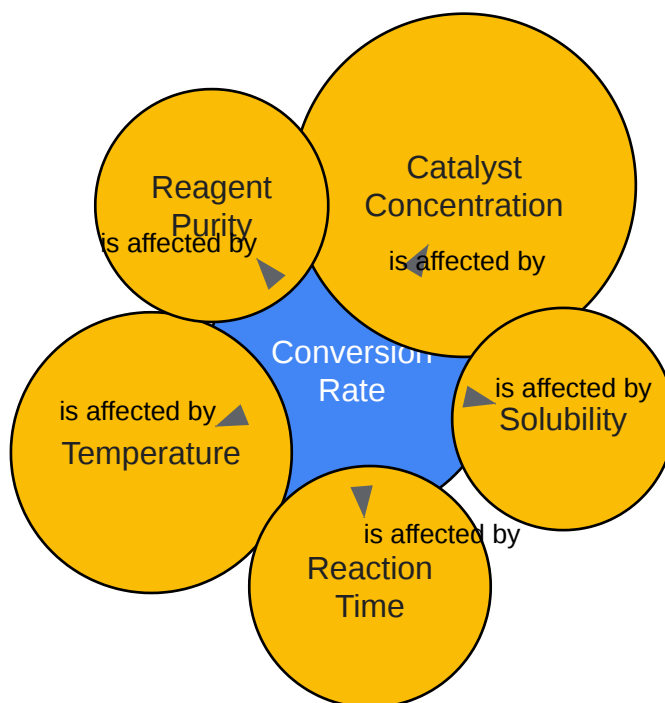 Reagent
Purity
is affected by
Catalyst
Concentration
is affected by
Conversion
Rate
is affected by
Solubility
is affected by
Temperature
is affected by
Reaction
Time